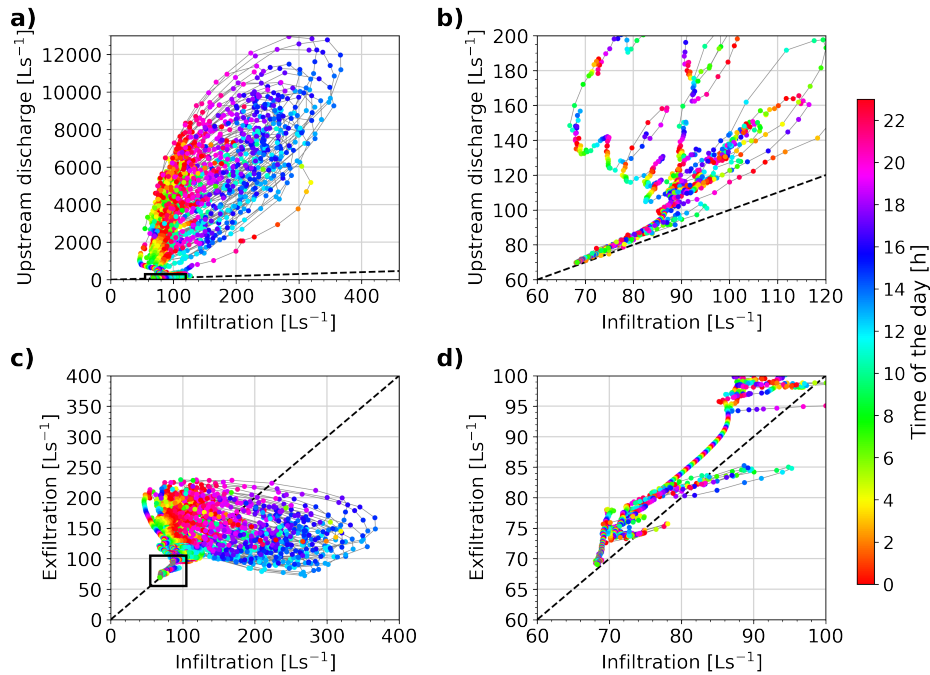 a)
Upstream discharge [Ls⁻¹]
12000
10000
8000
6000
4000
2000
0
0 100 200 300 400
Infiltration [Ls⁻¹]
b)
Upstream discharge [Ls⁻¹]
200
180
160
140
120
100
80
60
60 70 80 90 100 110 120
Infiltration [Ls⁻¹]
c)
Exfiltration [Ls⁻¹]
400
350
300
250
200
150
100
50
0
0 100 200 300 400
Infiltration [Ls⁻¹]
d)
Exfiltration [Ls⁻¹]
100
95
90
85
80
75
70
65
60
60 70 80 90 100
Infiltration [Ls⁻¹]
22
20
18
16
14
12
10
8
6
4
2
0
Time of the day [h]